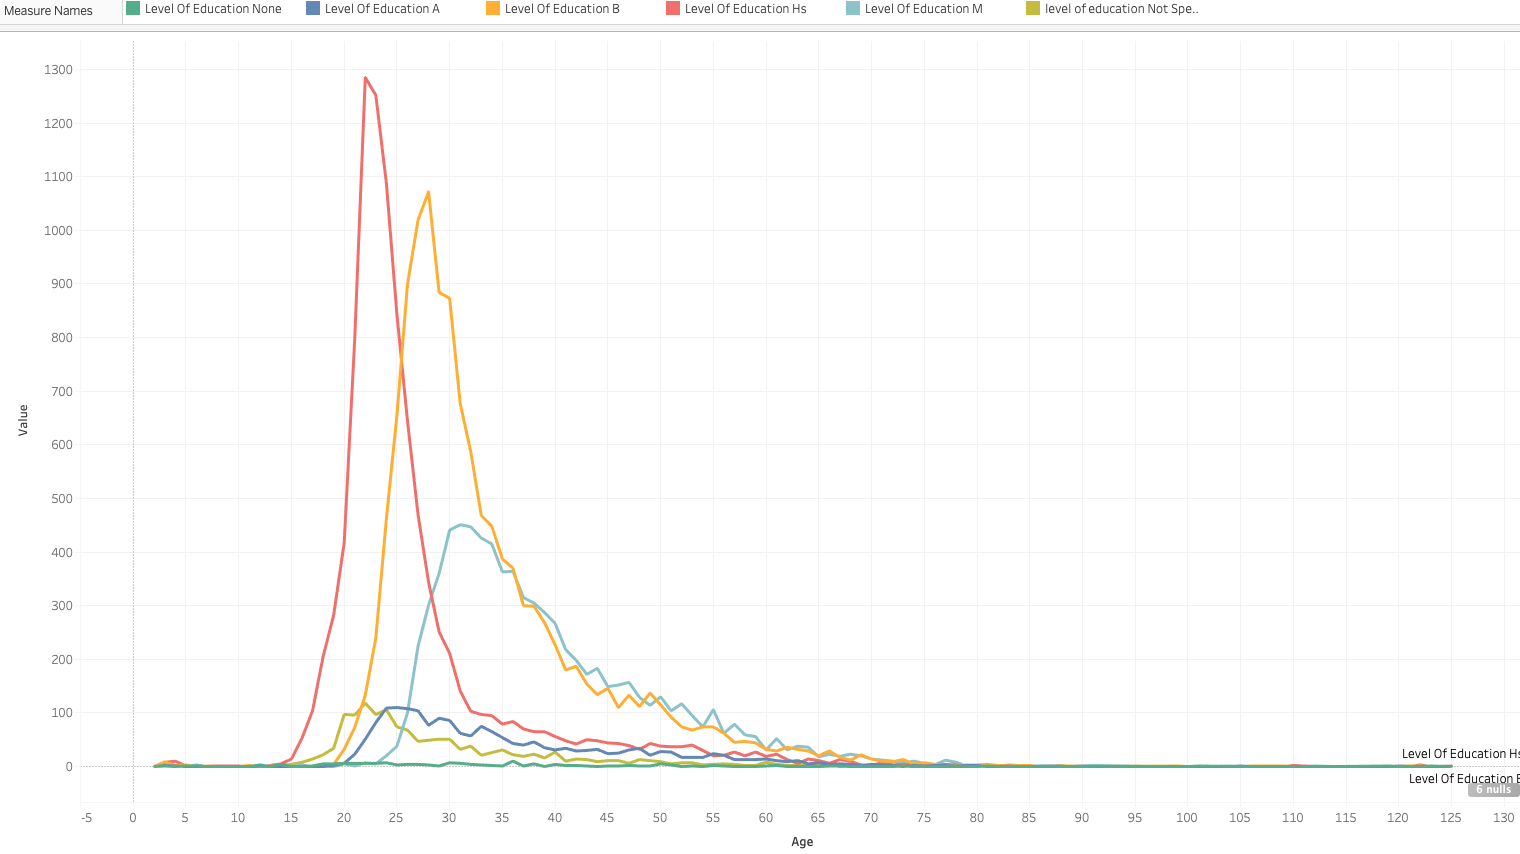 Measure Names
Level Of Education None
Level Of Education A
Level Of Education B
Level Of Education Hs
Level Of Education M
level of education Not Spe..
1300
1200
1100
1000
900
800
700
600
500
400
300
200
100
0
Value
Level Of Education Hs
Level Of Education B
6 nulls
-5 0 5 10 15 20 25 30 35 40 45 50 55 60 65 70 75 80 85 90 95 100 105 110 115 120 125 130
Age